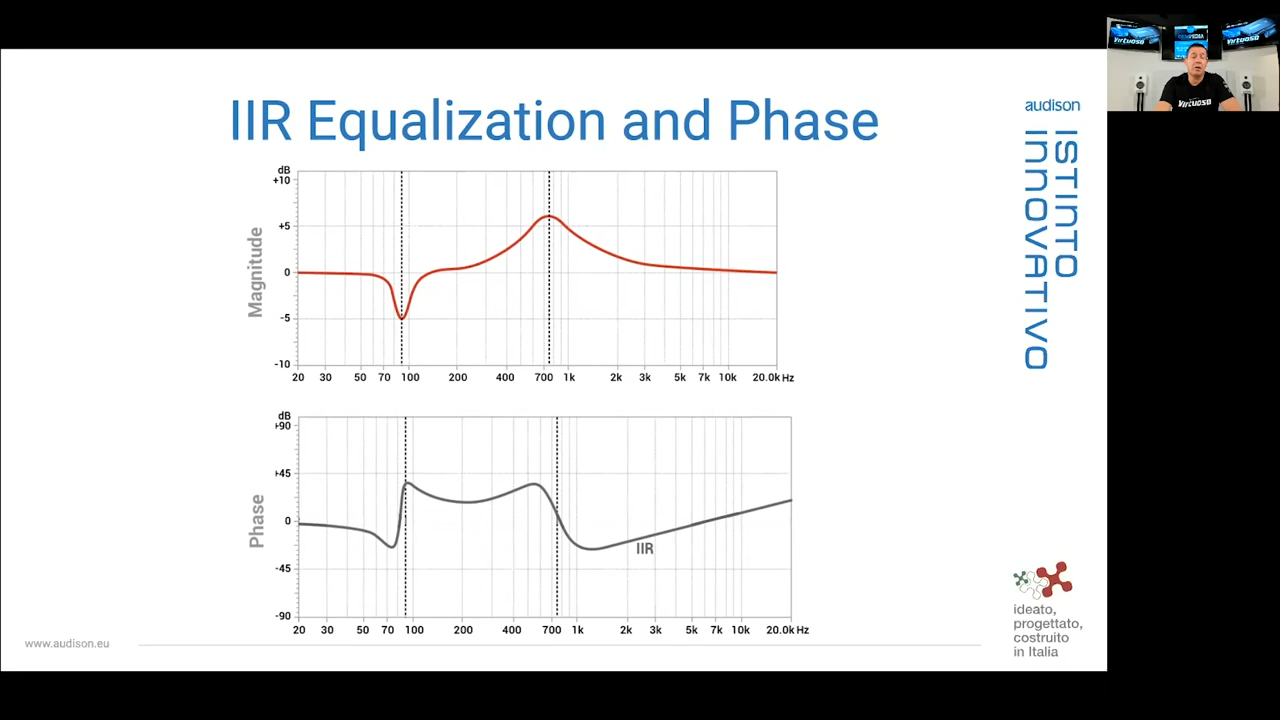 IIR Equalization and Phase
dB
+10
+5
0
-5
-10
Magnitude
20 30 50 70 100 200 400 700 1k 2k 3k 5k 7k 10k 20.0k Hz
dB
+90
+45
0
-45
-90
Phase
IIR
20 30 50 70 100 200 400 700 1k 2k 3k 5k 7k 10k 20.0k Hz
www.audison.eu
audison
ISTINTO
INNOVATIVO
ideato,
progettato,
costruito
in Italia
Virtuoso
Virtuoso
Virtuoso